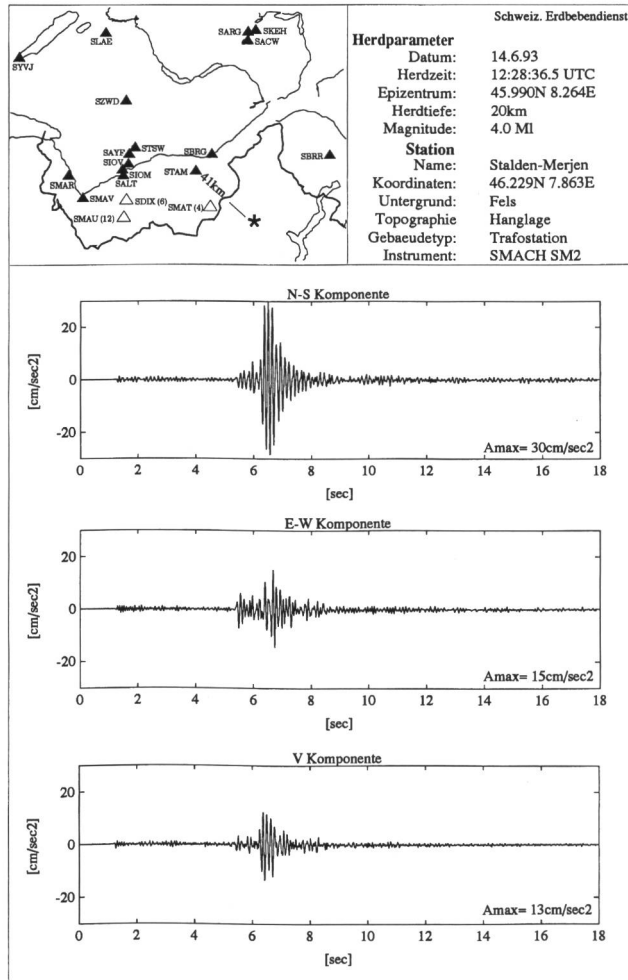 Schweiz. Erdbebendienst
Herdparameter
Datum: 14.6.93
Herdzeit: 12:28:36.5 UTC
Epizentrum: 45.990N 8.264E
Herdtiefe: 20km
Magnitude: 4.0 Ml
Station
Name: Stalden-Merjen
Koordinaten: 46.229N 7.863E
Untergrund: Fels
Topographie Hanglage
Gebaeudetyp: Trafostation
Instrument: SMACH SM2
SLAE
SARG
SKEH
SACW
SYVJ
SZWD
STSW
SAYF
SBRG
SBRR
SIOV
SIOM
STAM
SMAR
SALT
41km
SMAV
SDIX (6)
SMAT (4)
SMAU (12)
*
N-S Komponente
[cm/sec2]
20
0
-20
Amax= 30cm/sec2
0 2 4 6 8 10 12 14 16 18
[sec]
E-W Komponente
[cm/sec2]
20
0
-20
Amax= 15cm/sec2
0 2 4 6 8 10 12 14 16 18
[sec]
V Komponente
[cm/sec2]
20
0
-20
Amax= 13cm/sec2
0 2 4 6 8 10 12 14 16 18
[sec]